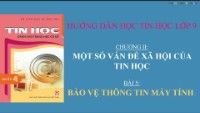 HƯỚNG DẪN HỌC TIN HỌC LỚP 9
CHƯƠNG II:
MỘT SỐ VẤN ĐỀ XÃ HỘI CỦA
TIN HỌC
BÀI 5:
BẢO VỆ THÔNG TIN MÁY TÍNH
TIN HỌC